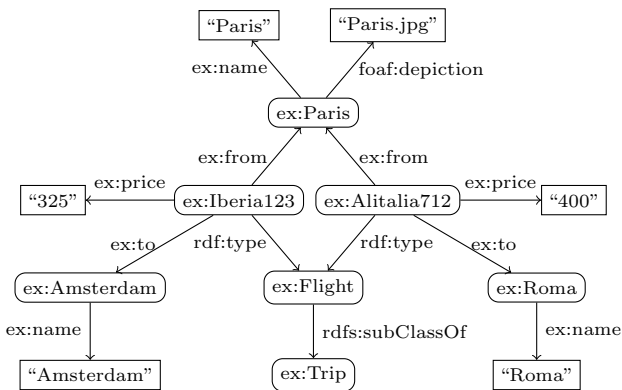 “Paris” “Paris.jpg”
ex:name foaf:depiction
ex:Paris
ex:from ex:from
ex:price ex:price
“325” ex:Iberia123 ex:Alitalia712 “400”
ex:to rdf:type rdf:type ex:to
ex:Amsterdam ex:Flight ex:Roma
ex:name rdfs:subClassOf ex:name
“Amsterdam” ex:Trip “Roma”